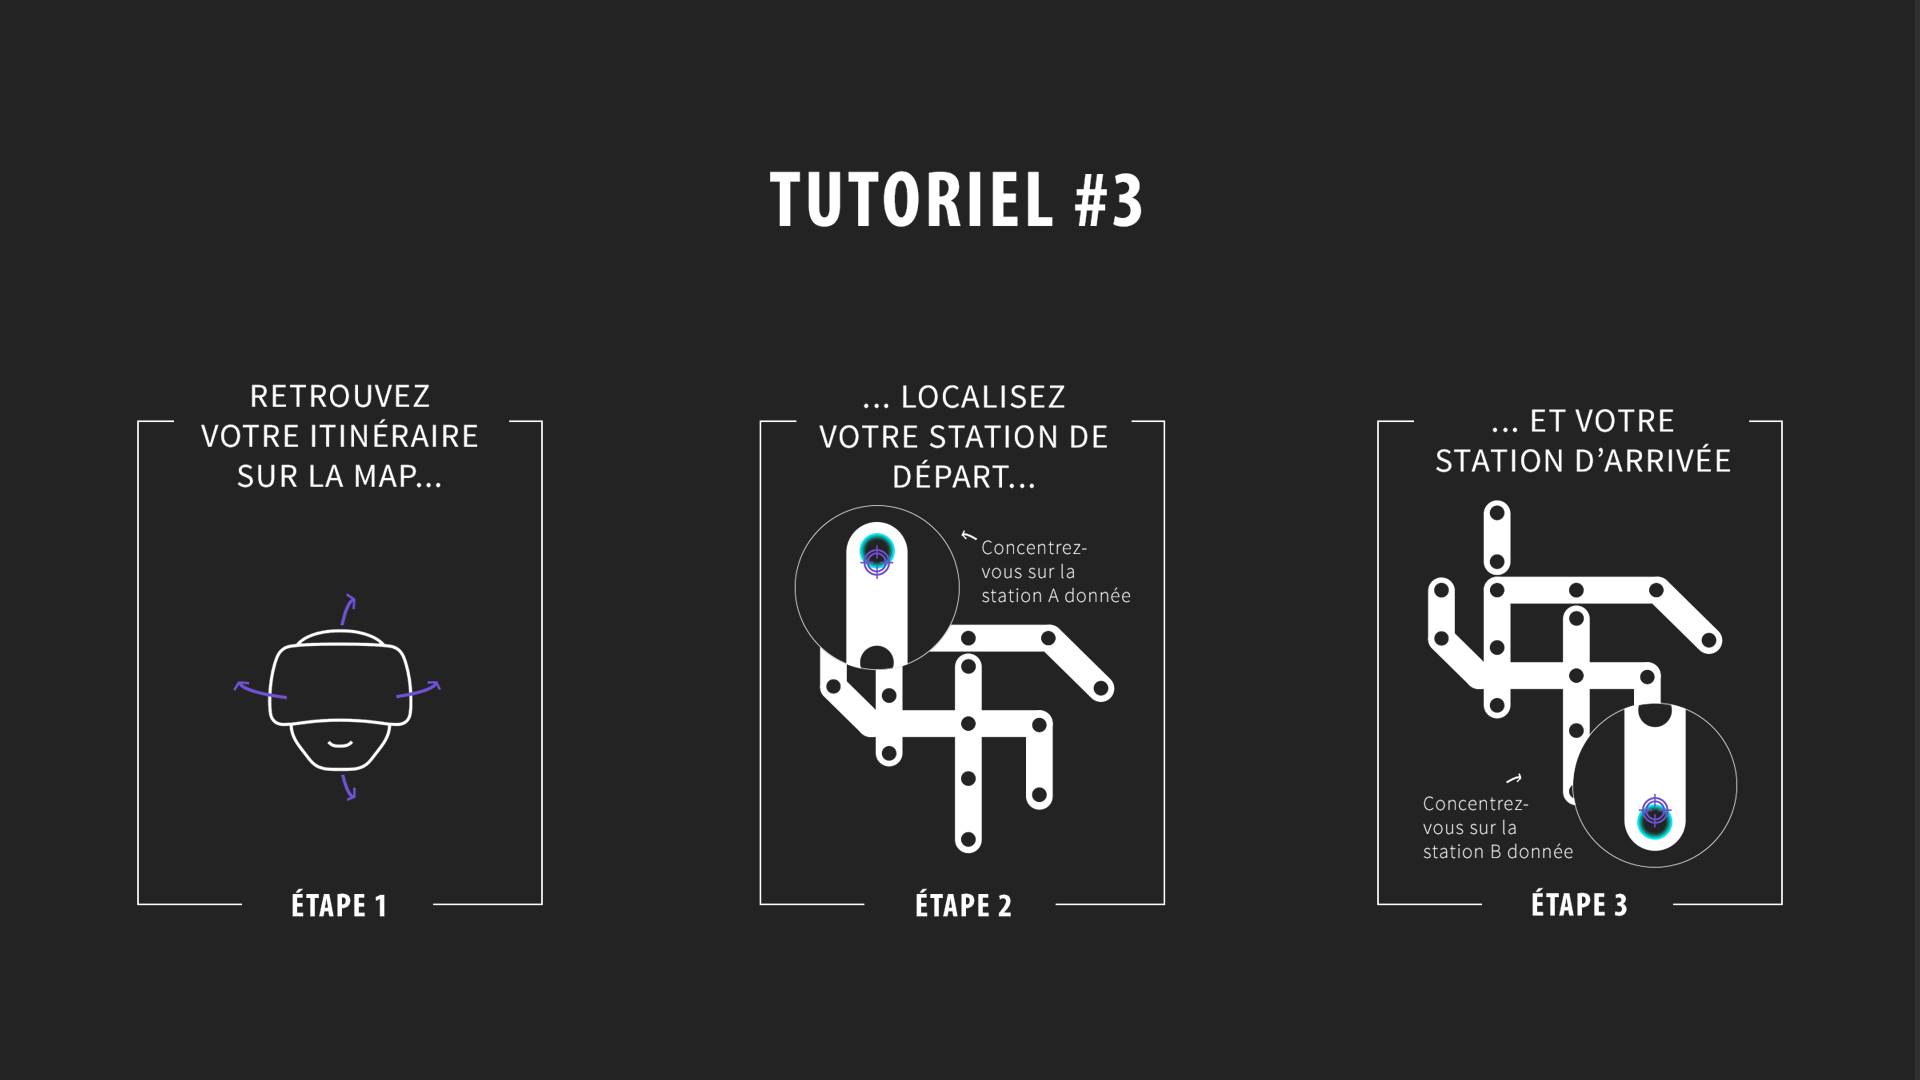 TUTORIEL #3
RETROUVEZ
VOTRE ITINÉRAIRE
SUR LA MAP...
ÉTAPE 1
... LOCALISEZ
VOTRE STATION DE
DÉPART...
Concentrez-
vous sur la
station A donnée
ÉTAPE 2
... ET VOTRE
STATION D’ARRIVÉE
Concentrez-
vous sur la
station B donnée
ÉTAPE 3